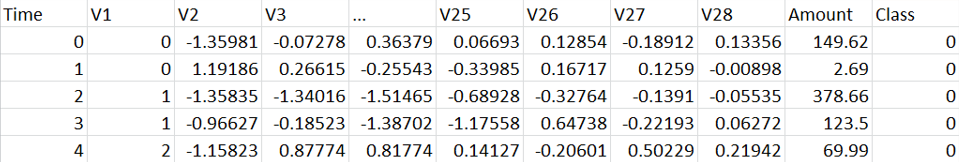 Time V1 V2 V3 ... V25 V26 V27 V28 Amount Class
0 0 -1.35981 -0.07278 0.36379 0.06693 0.12854 -0.18912 0.13356 149.62 0
1 0 1.19186 0.26615 -0.25543 -0.33985 0.16717 0.1259 -0.00898 2.69 0
2 1 -1.35835 -1.34016 -1.51465 -0.68928 -0.32764 -0.1391 -0.05535 378.66 0
3 1 -0.96627 -0.18523 -1.38702 -1.17558 0.64738 -0.22193 0.06272 123.5 0
4 2 -1.15823 0.87774 0.81774 0.14127 -0.20601 0.50229 0.21942 69.99 0